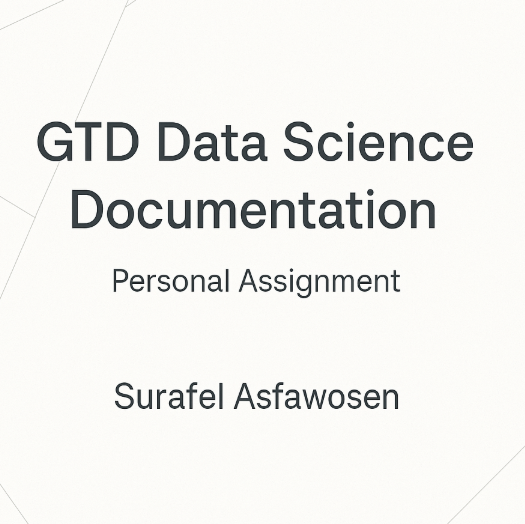 GTD Data Science
Documentation
Personal Assignment
Surafel Asfawosen